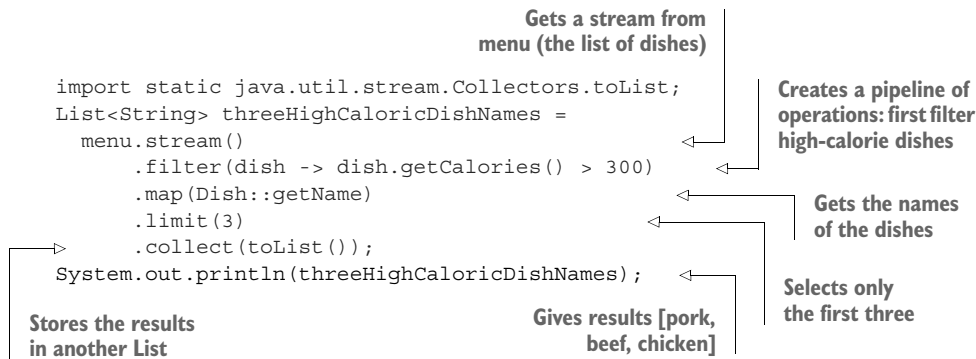 Gets a stream from
menu (the list of dishes)
import static java.util.stream.Collectors.toList;
List<String> threeHighCaloricDishNames =
menu.stream()
.filter(dish -> dish.getCalories() > 300)
.map(Dish::getName)
.limit(3)
.collect(toList());
System.out.println(threeHighCaloricDishNames);
Creates a pipeline of
operations: first filter
high-calorie dishes
Gets the names
of the dishes
Selects only
the first three
Stores the results
in another List
Gives results [pork,
beef, chicken]